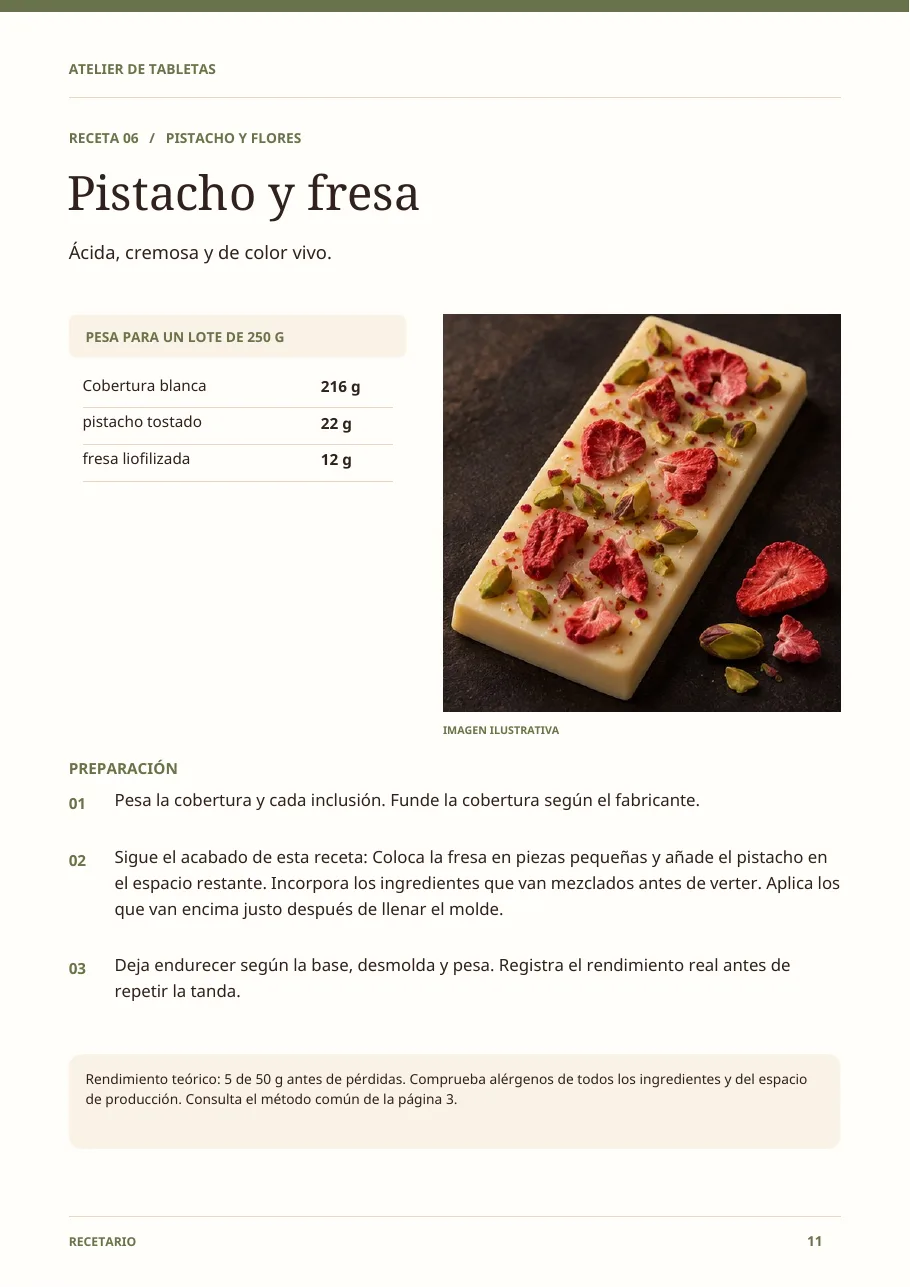 ATELIER DE TABLETAS
RECETA 06 / PISTACHO Y FLORES
Pistacho y fresa
Ácida, cremosa y de color vivo.
PESA PARA UN LOTE DE 250 G
Cobertura blanca 216 g
pistacho tostado 22 g
fresa liofilizada 12 g
IMAGEN ILUSTRATIVA
PREPARACIÓN
01 Pesa la cobertura y cada inclusión. Funde la cobertura según el fabricante.
02 Sigue el acabado de esta receta: Coloca la fresa en piezas pequeñas y añade el pistacho en
el espacio restante. Incorpora los ingredientes que van mezclados antes de verter. Aplica los
que van encima justo después de llenar el molde.
03 Deja endurecer según la base, desmolda y pesa. Registra el rendimiento real antes de
repetir la tanda.
Rendimiento teórico: 5 de 50 g antes de pérdidas. Comprueba alérgenos de todos los ingredientes y del espacio
de producción. Consulta el método común de la página 3.
RECETARIO 11